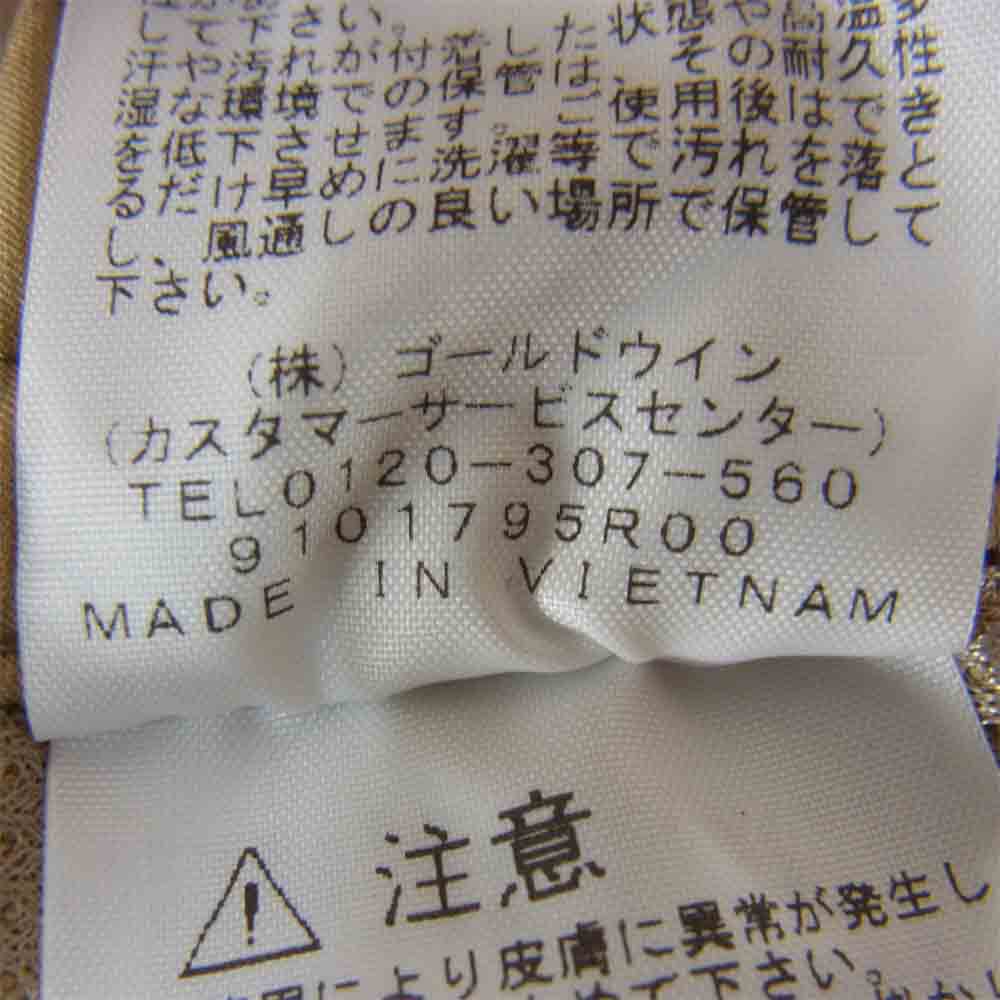 して下さい。
汗や汚れが付着した状態や高温多
湿な環境での保管は、その耐久性
を低下させます。ご使用後はでき
るだけ早めに洗濯等で汚れを落と
し、風通しの良い場所で保管して
下さい。
(株) ゴールドウイン
(カスタマーサービスセンター)
TEL0120-307-560
9101795R00
MADE IN VIETNAM
注意
用により皮膚に異常が発生し
めて下さい。